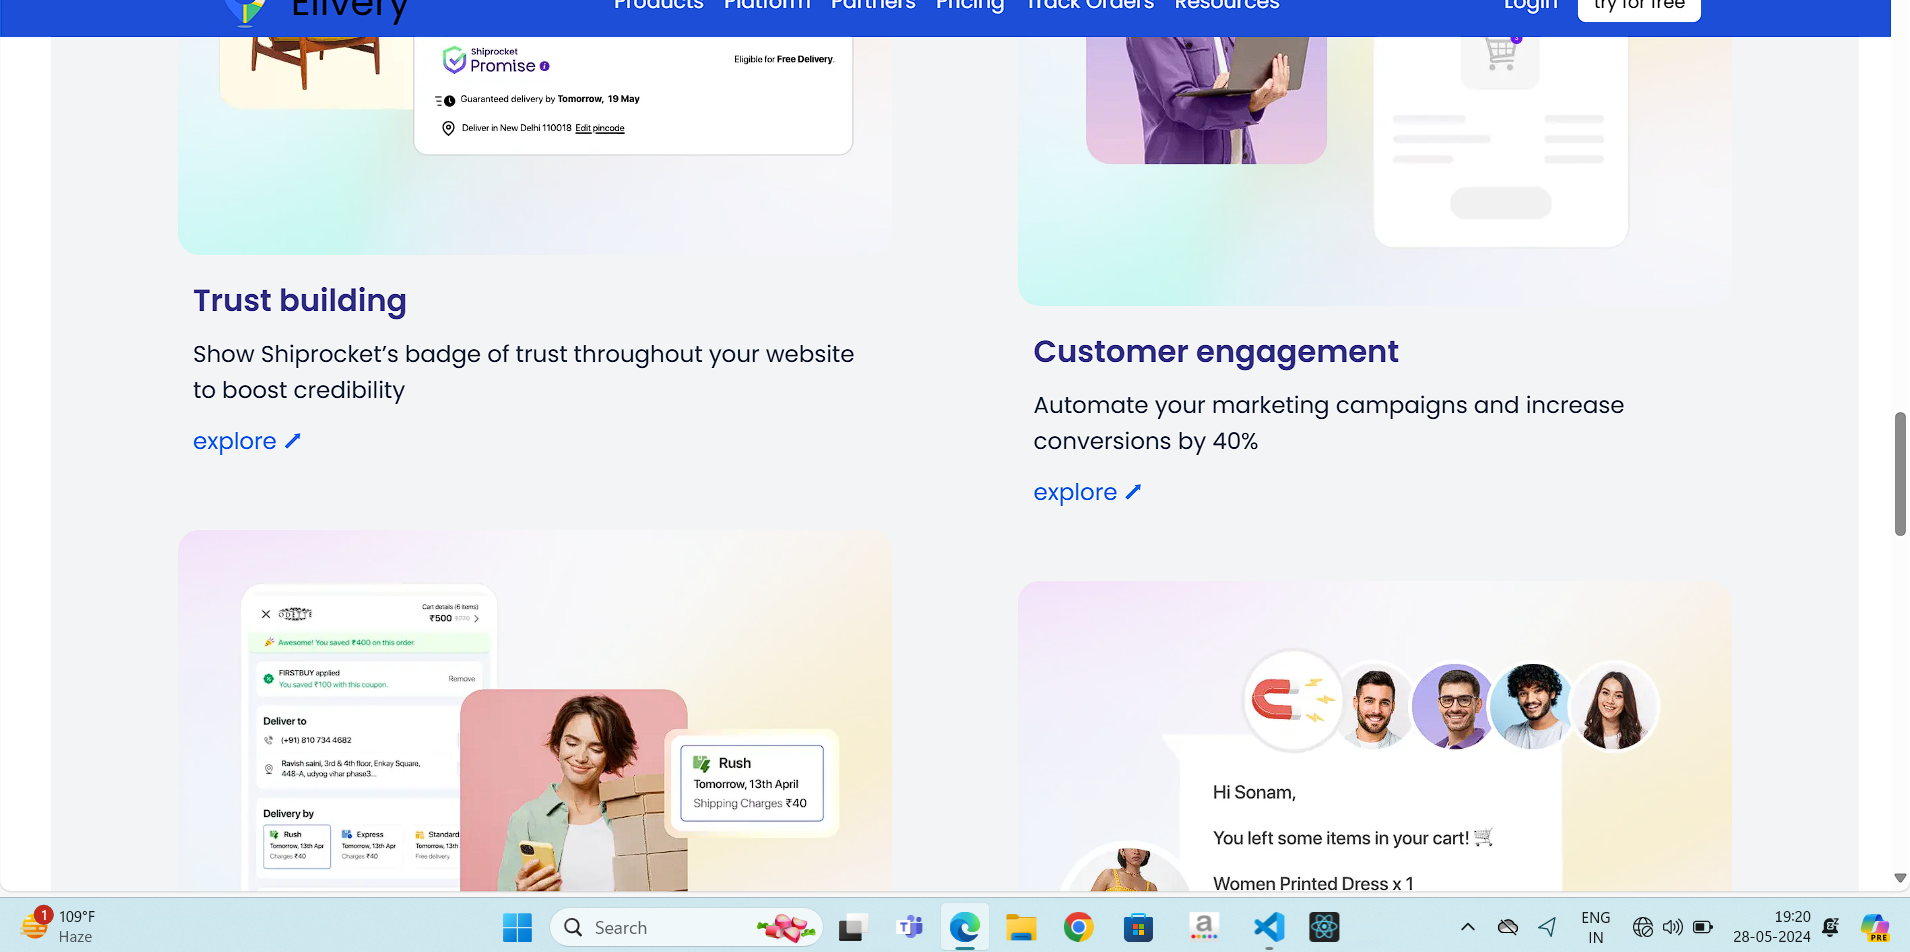 Elivery
Products Platform Partners Pricing Track Orders Resources
Login try for free
Shiprocket
Promise
Eligible for Free Delivery.
Guaranteed delivery by Tomorrow, 19 May
Deliver in New Delhi 110018 Edit pincode
Trust building
Show Shiprocket’s badge of trust throughout your website
to boost credibility
explore
Customer engagement
Automate your marketing campaigns and increase
conversions by 40%
explore
ODETTE
Cart details (6 items)
₹500
Awesome! You saved ₹400 on this order.
FIRSTBUY applied
You saved ₹100 with this coupon.
Remove
Deliver to
(+91) 810 734 4682
Ravish saini, 3rd & 4th floor, Enkay Square,
448-A, udyog vihar phase3...
Delivery by
Rush
Tomorrow, 13th Apr
Charges ₹40
Express
Tomorrow, 13th Apr
Charges ₹40
Standard
Tomorrow, 13th
Free delivery
Rush
Tomorrow, 13th April
Shipping Charges ₹40
Hi Sonam,
You left some items in your cart!
Women Printed Dress x 1
1
109°F
Haze
Search
a
ENG
IN
19:20
28-05-2024
PRE